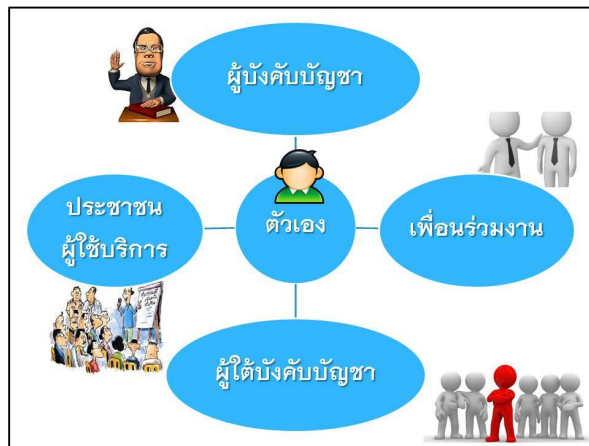 ผู้บังคับบัญชา
ประชาชน
ผู้ใช้บริการ
ตัวเอง
เพื่อนร่วมงาน
ผู้ใต้บังคับบัญชา